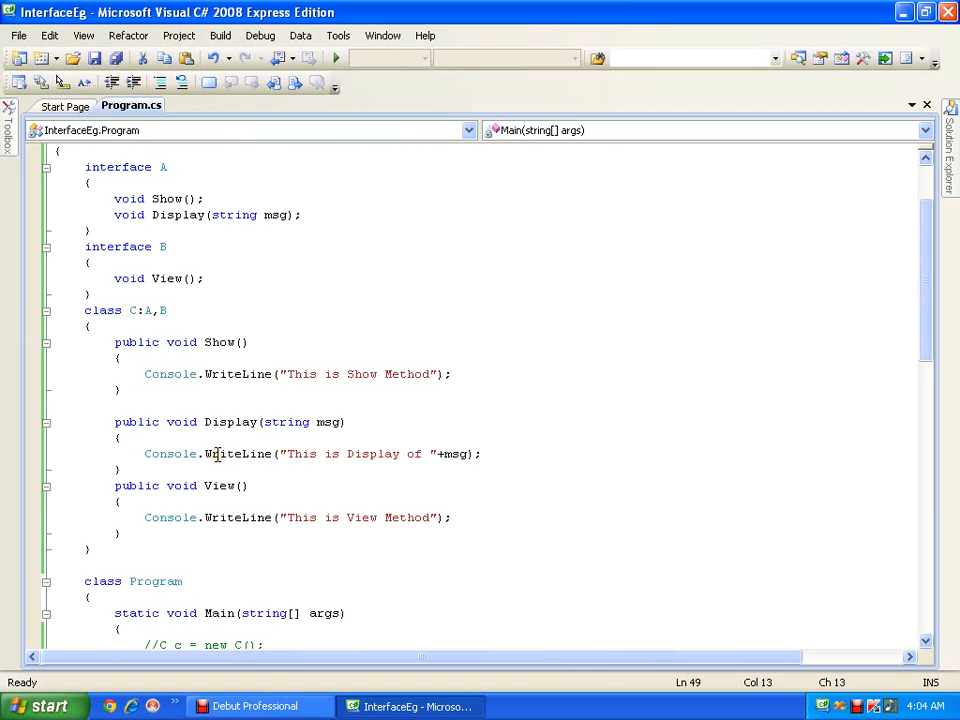 InterfaceEg - Microsoft Visual C# 2008 Express Edition
File Edit View Refactor Project Build Debug Data Tools Window Help
Start Page Program.cs
InterfaceEg.Program Main(string[] args)
Toolbox
Solution Explorer
{
interface A
{
void Show();
void Display(string msg);
}
interface B
{
void View();
}
class C:A,B
{
public void Show()
{
Console.WriteLine("This is Show Method");
}
public void Display(string msg)
{
Console.WriteLine("This is Display of "+msg);
}
public void View()
{
Console.WriteLine("This is View Method");
}
}
class Program
{
static void Main(string[] args)
{
//C c = new C();
Ready Ln 49 Col 13 Ch 13 INS
start Debut Professional InterfaceEg - Microso... 4:04 AM